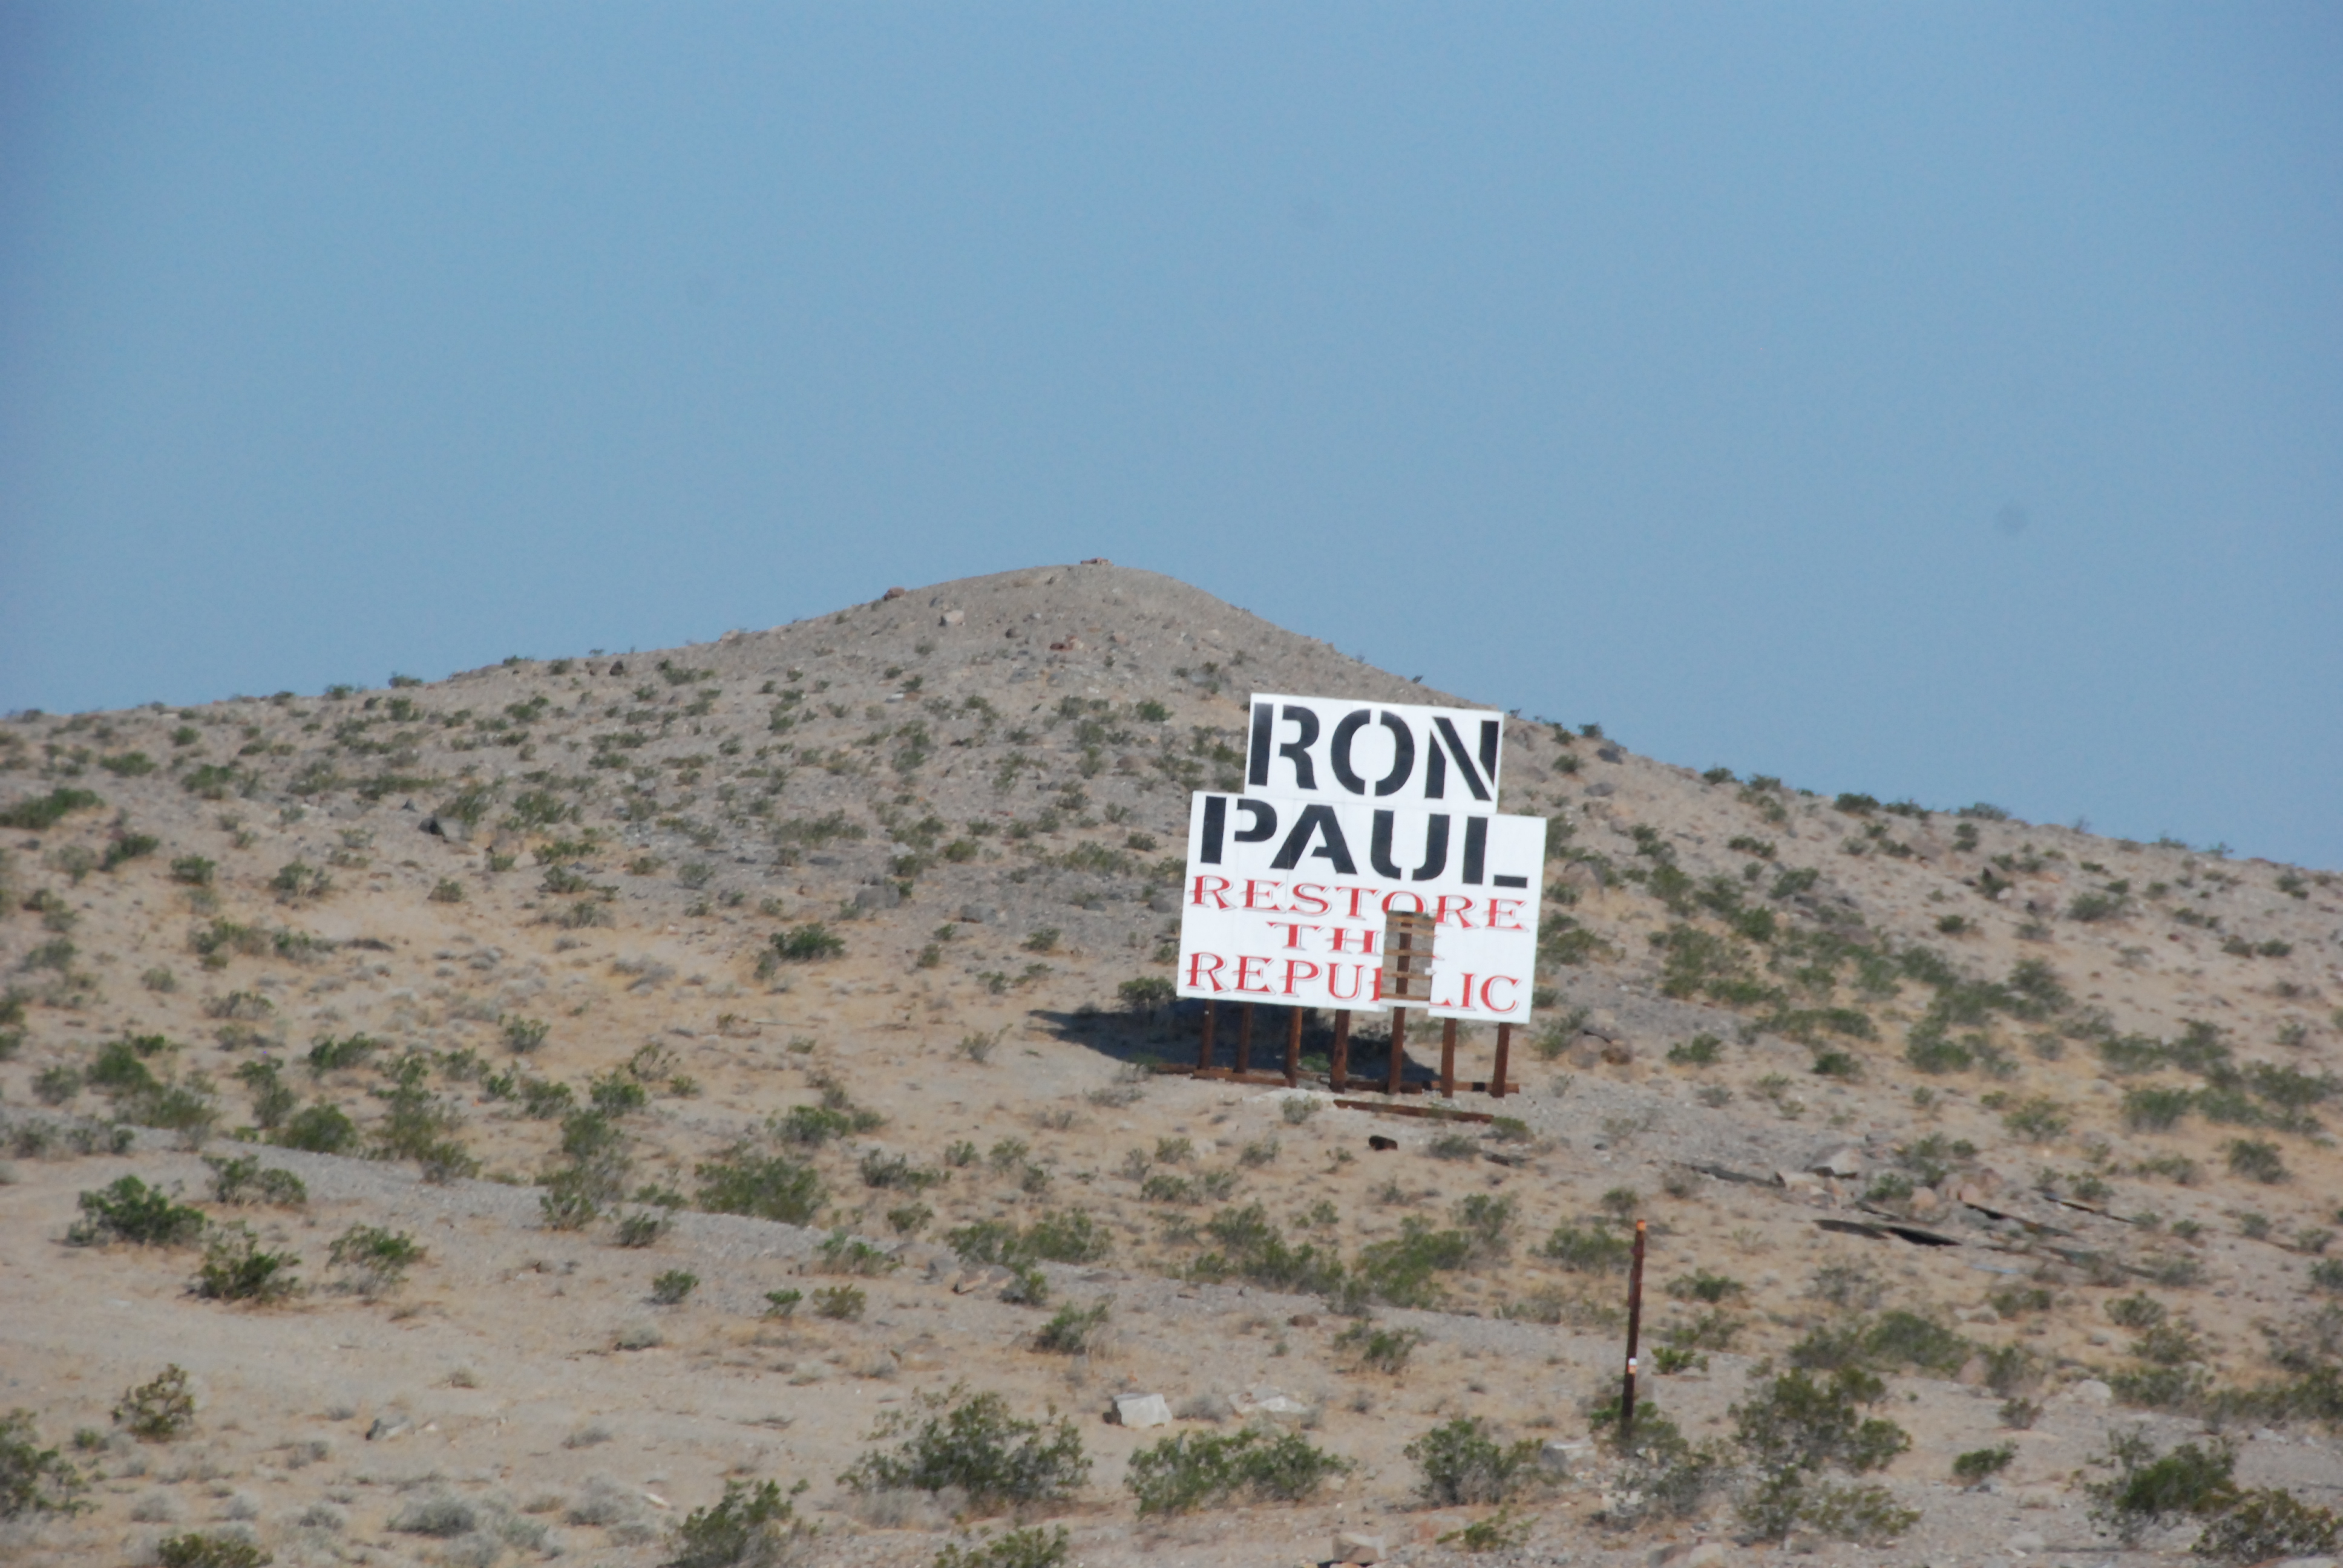 RON
PAUL
RESTORE
THE
REPUBLIC